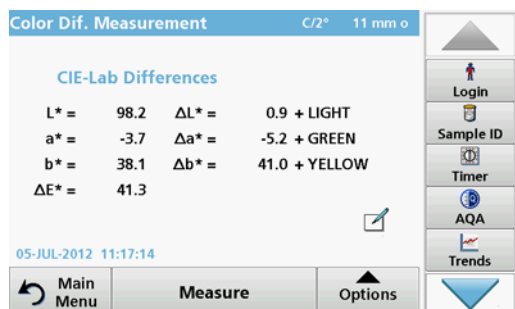 Color Dif. Measurement C/2° 11 mm o
CIE-Lab Differences
L* = 98.2 ΔL* = 0.9 + LIGHT
a* = -3.7 Δa* = -5.2 + GREEN
b* = 38.1 Δb* = 41.0 + YELLOW
ΔE* = 41.3
05-JUL-2012 11:17:14
Main
Menu
Measure
Options
Login
Sample ID
Timer
AQA
Trends